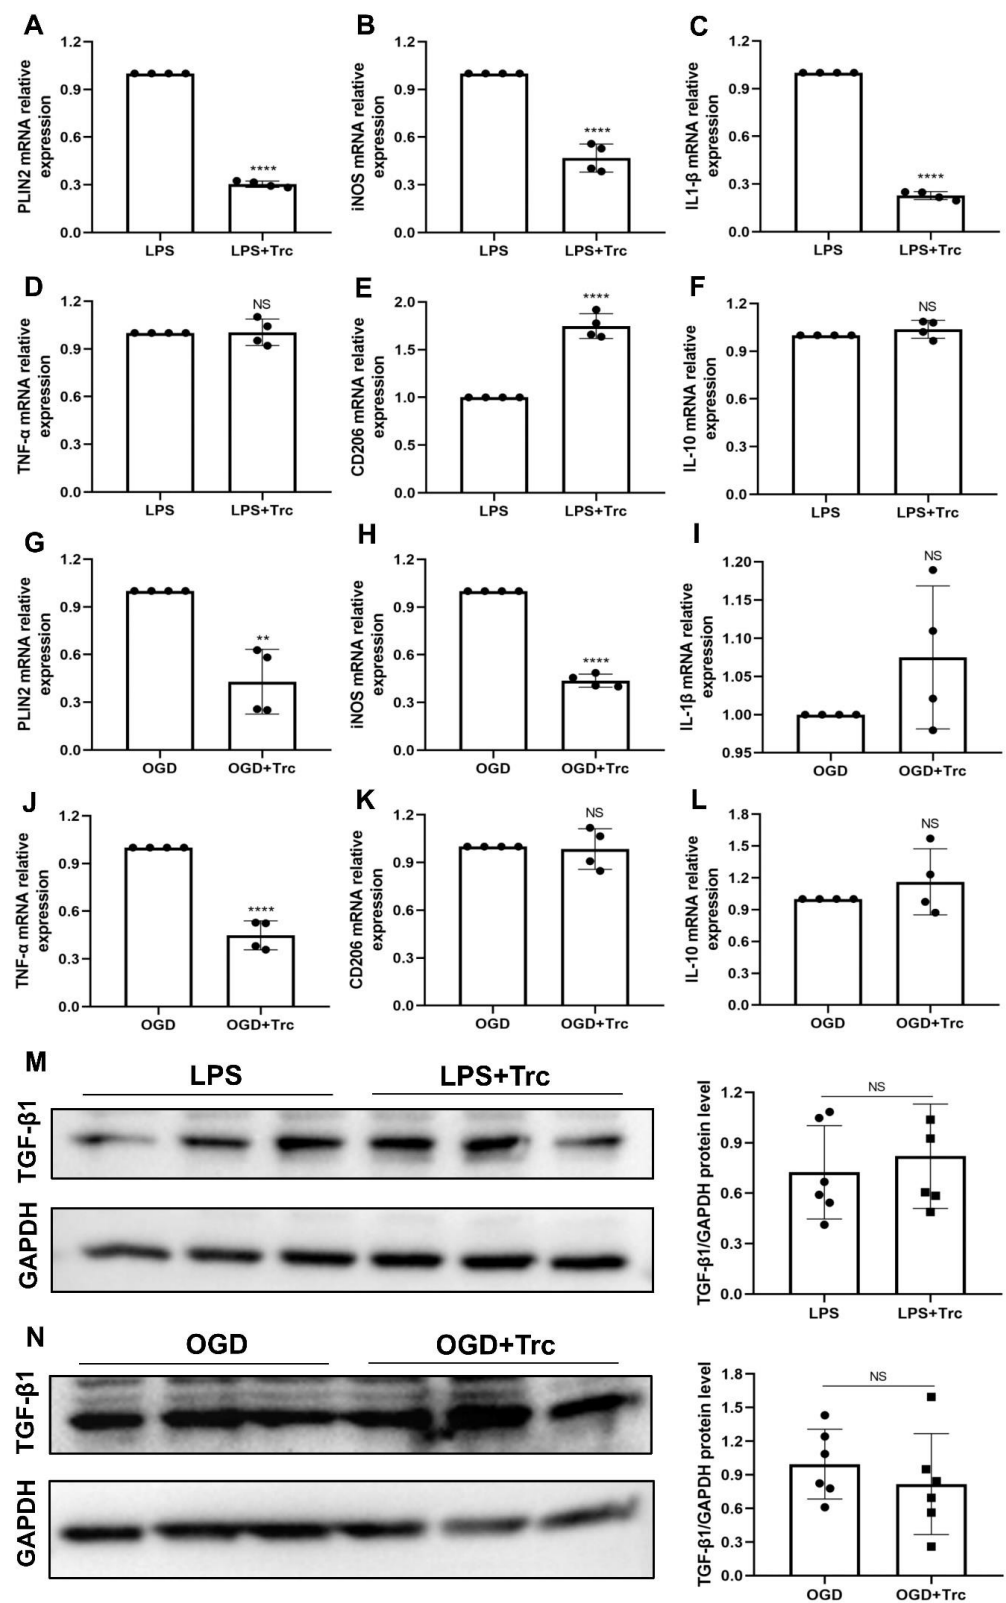 A
PLIN2 mRNA relative
expression
1.2
0.9
0.6
0.3
0.0
****
LPS
LPS+Trc
B
iNOS mRNA relative
expression
1.2
0.9
0.6
0.3
0.0
****
LPS
LPS+Trc
C
IL1-β mRNA relative
expression
1.2
0.9
0.6
0.3
0.0
****
LPS
LPS+Trc
D
TNF-α mRNA relative
expression
1.2
0.9
0.6
0.3
0.0
NS
LPS
LPS+Trc
E
CD206 mRNA relative
expression
2.0
1.5
1.0
0.5
0.0
****
LPS
LPS+Trc
F
IL-10 mRNA relative
expression
1.2
0.9
0.6
0.3
0.0
NS
LPS
LPS+Trc
G
PLIN2 mRNA relative
expression
1.2
0.9
0.6
0.3
0.0
**
OGD
OGD+Trc
H
iNOS mRNA relative
expression
1.2
0.9
0.6
0.3
0.0
****
OGD
OGD+Trc
I
IL-1β mRNA relative
expression
1.20
1.15
1.10
1.05
1.00
0.95
NS
OGD
OGD+Trc
J
TNF-α mRNA relative
expression
1.2
0.9
0.6
0.3
0.0
****
OGD
OGD+Trc
K
CD206 mRNA relative
expression
1.2
0.9
0.6
0.3
0.0
NS
OGD
OGD+Trc
L
IL-10 mRNA relative
expression
1.8
1.5
1.2
0.9
0.6
0.3
0.0
NS
OGD
OGD+Trc
M
LPS
LPS+Trc
TGF-β1
GAPDH
TGF-β1/GAPDH protein level
1.2
0.9
0.6
0.3
0.0
NS
LPS
LPS+Trc
N
OGD
OGD+Trc
TGF-β1
GAPDH
TGF-β1/GAPDH protein level
1.8
1.5
1.2
0.9
0.6
0.3
0.0
NS
OGD
OGD+Trc